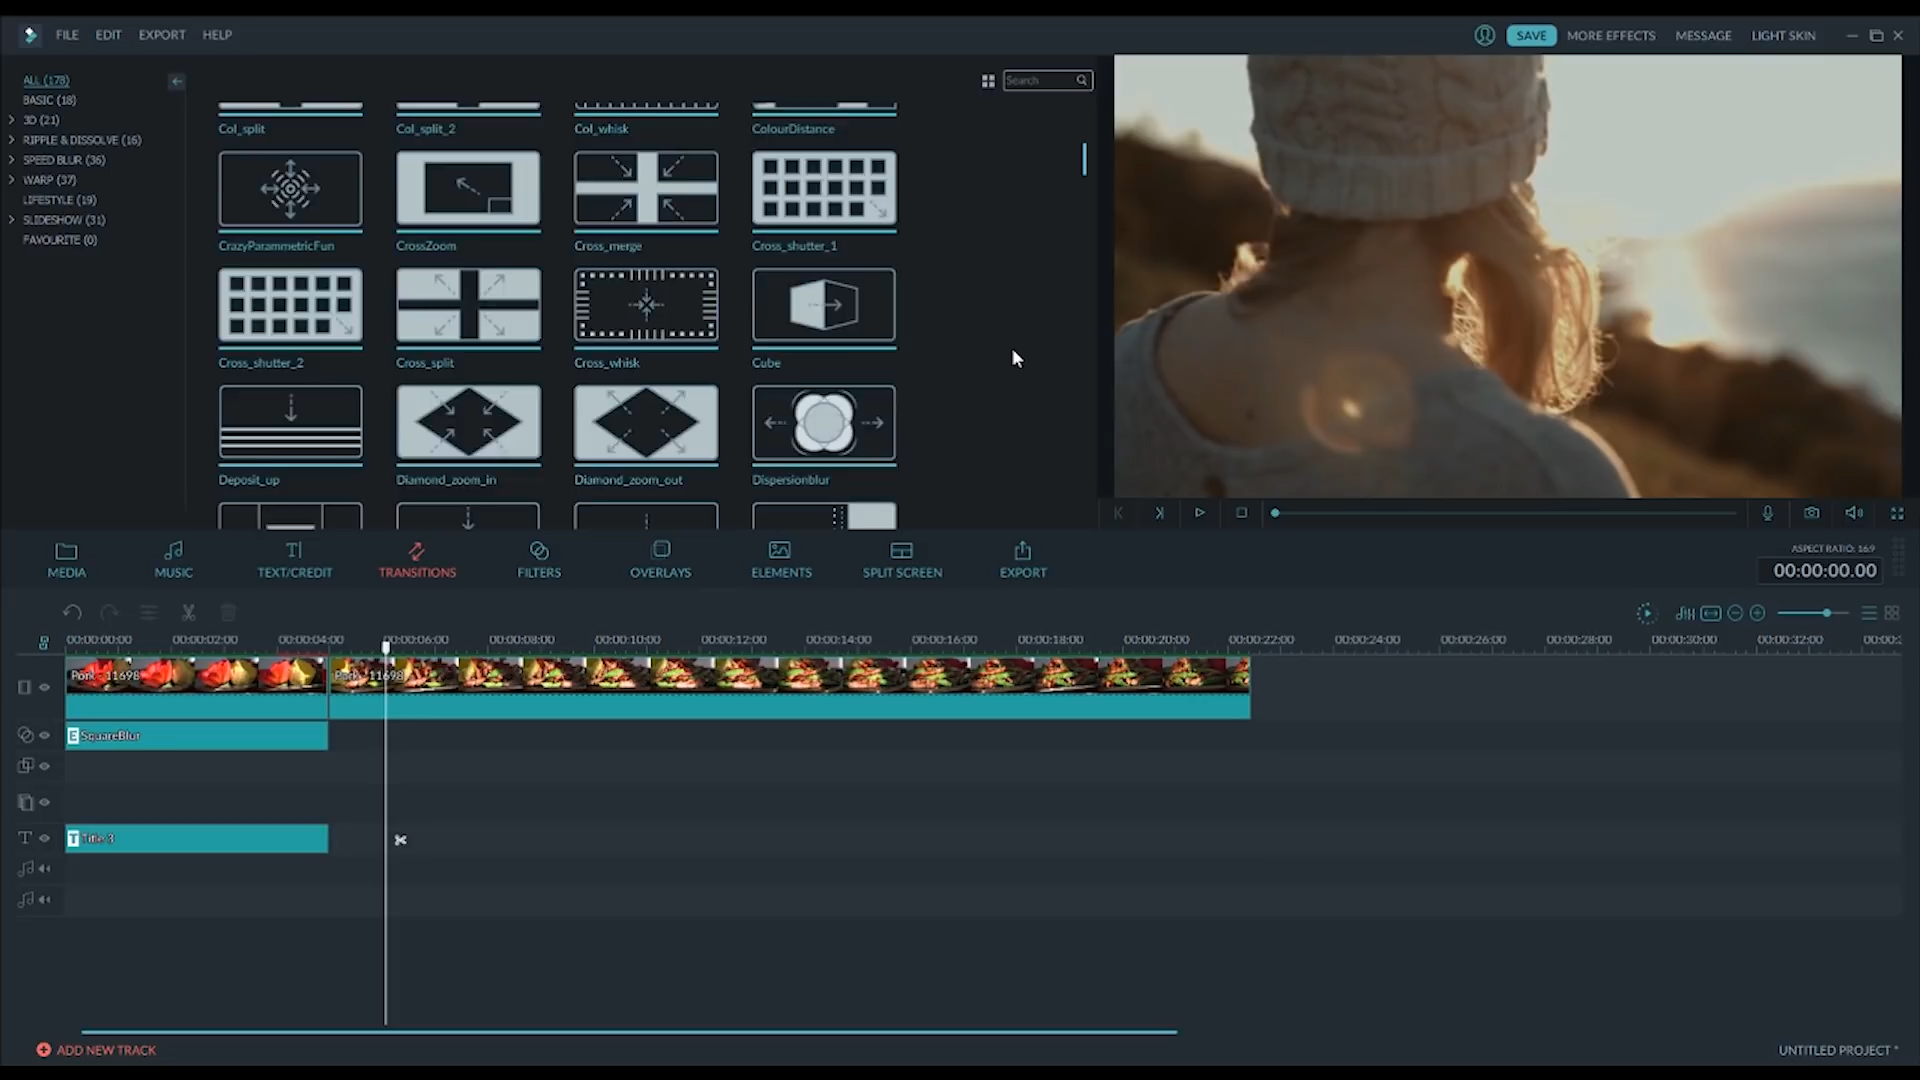 FILE EDIT EXPORT HELP
SAVE MORE EFFECTS MESSAGE LIGHT SKIN
ALL (178)
BASIC (18)
3D (21)
RIPPLE & DISSOLVE (16)
SPEED BLUR (36)
WARP (37)
LIFESTYLE (19)
SLIDESHOW (31)
FAVOURITE (0)
Search
Col_split Col_split_2 Col_whisk ColourDistance
CrazyParammetricFun CrossZoom Cross_merge Cross_shutter_1
Cross_shutter_2 Cross_split Cross_whisk Cube
Deposit_up Diamond_zoom_in Diamond_zoom_out Dispersionblur
MEDIA MUSIC TEXT/CREDIT TRANSITIONS FILTERS OVERLAYS ELEMENTS SPLIT SCREEN EXPORT
ASPECT RATIO: 16:9
00:00:00.00
00:00:00:00 00:00:02:00 00:00:04:00 00:00:06:00 00:00:08:00 00:00:10:00 00:00:12:00 00:00:14:00 00:00:16:00 00:00:18:00 00:00:20:00 00:00:22:00 00:00:24:00 00:00:26:00 00:00:28:00 00:00:30:00 00:00:32:00 00:00:3
Pork - 11698 Pork - 11698
E SquareBlur
T Title 3
ADD NEW TRACK
UNTITLED PROJECT *